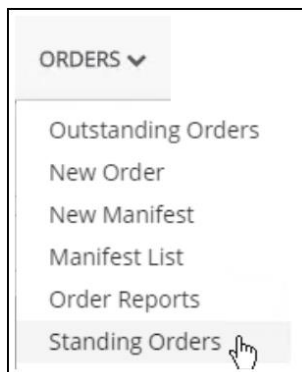 ORDERS
Outstanding Orders
New Order
New Manifest
Manifest List
Order Reports
Standing Orders